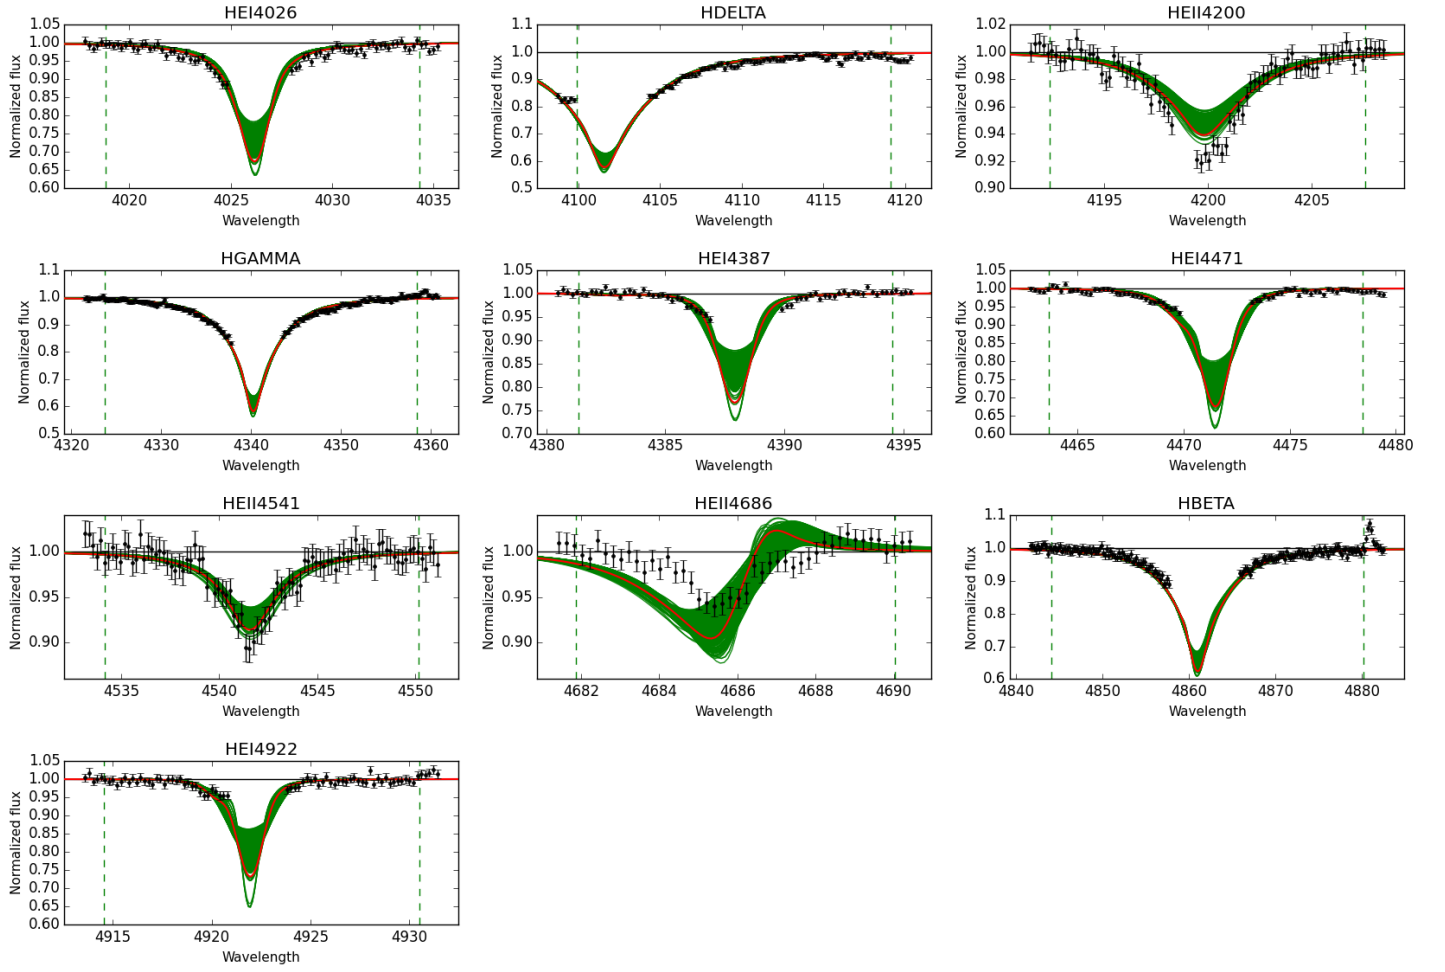 HEI4026
Normalized flux
1.05
1.00
0.95
0.90
0.85
0.80
0.75
0.70
0.65
0.60
4020 4025 4030 4035
Wavelength
HDELTA
Normalized flux
1.1
1.0
0.9
0.8
0.7
0.6
0.5
4100 4105 4110 4115 4120
Wavelength
HEII4200
Normalized flux
1.02
1.00
0.98
0.96
0.94
0.92
0.90
4195 4200 4205
Wavelength
HGAMMA
Normalized flux
1.1
1.0
0.9
0.8
0.7
0.6
0.5
4320 4330 4340 4350 4360
Wavelength
HEI4387
Normalized flux
1.05
1.00
0.95
0.90
0.85
0.80
0.75
0.70
4380 4385 4390 4395
Wavelength
HEI4471
Normalized flux
1.05
1.00
0.95
0.90
0.85
0.80
0.75
0.70
0.65
0.60
4465 4470 4475 4480
Wavelength
HEII4541
Normalized flux
1.00
0.95
0.90
4535 4540 4545 4550
Wavelength
HEII4686
Normalized flux
1.00
0.95
0.90
4682 4684 4686 4688 4690
Wavelength
HBETA
Normalized flux
1.1
1.0
0.9
0.8
0.7
0.6
4840 4850 4860 4870 4880
Wavelength
HEI4922
Normalized flux
1.05
1.00
0.95
0.90
0.85
0.80
0.75
0.70
0.65
0.60
4915 4920 4925 4930
Wavelength